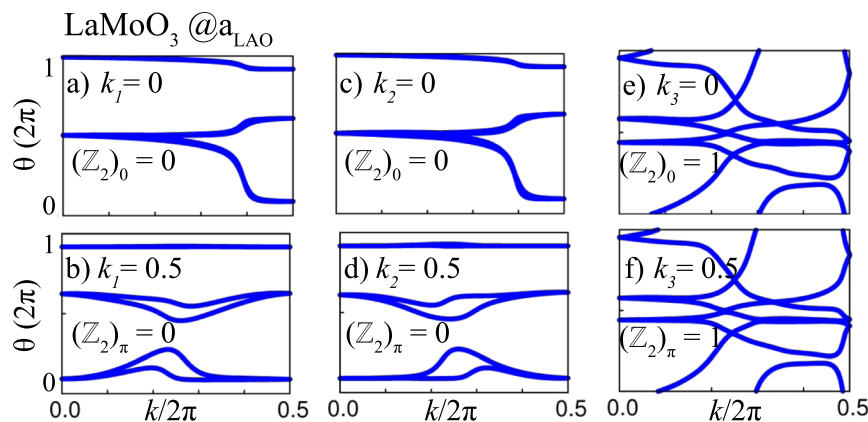 LaMoO₃ @a_LAO
a) k₁= 0
c) k₂= 0
e) k₃= 0
1
θ (2π)
(ℤ₂)₀ = 0
(ℤ₂)₀ = 0
(ℤ₂)₀ = 1
0
1
b) k₁= 0.5
d) k₂= 0.5
f) k₃= 0.5
θ (2π)
(ℤ₂)π = 0
(ℤ₂)π = 0
(ℤ₂)π = 1
0
0.0 k/2π 0.5
0.0 k/2π 0.5
0.0 k/2π 0.5